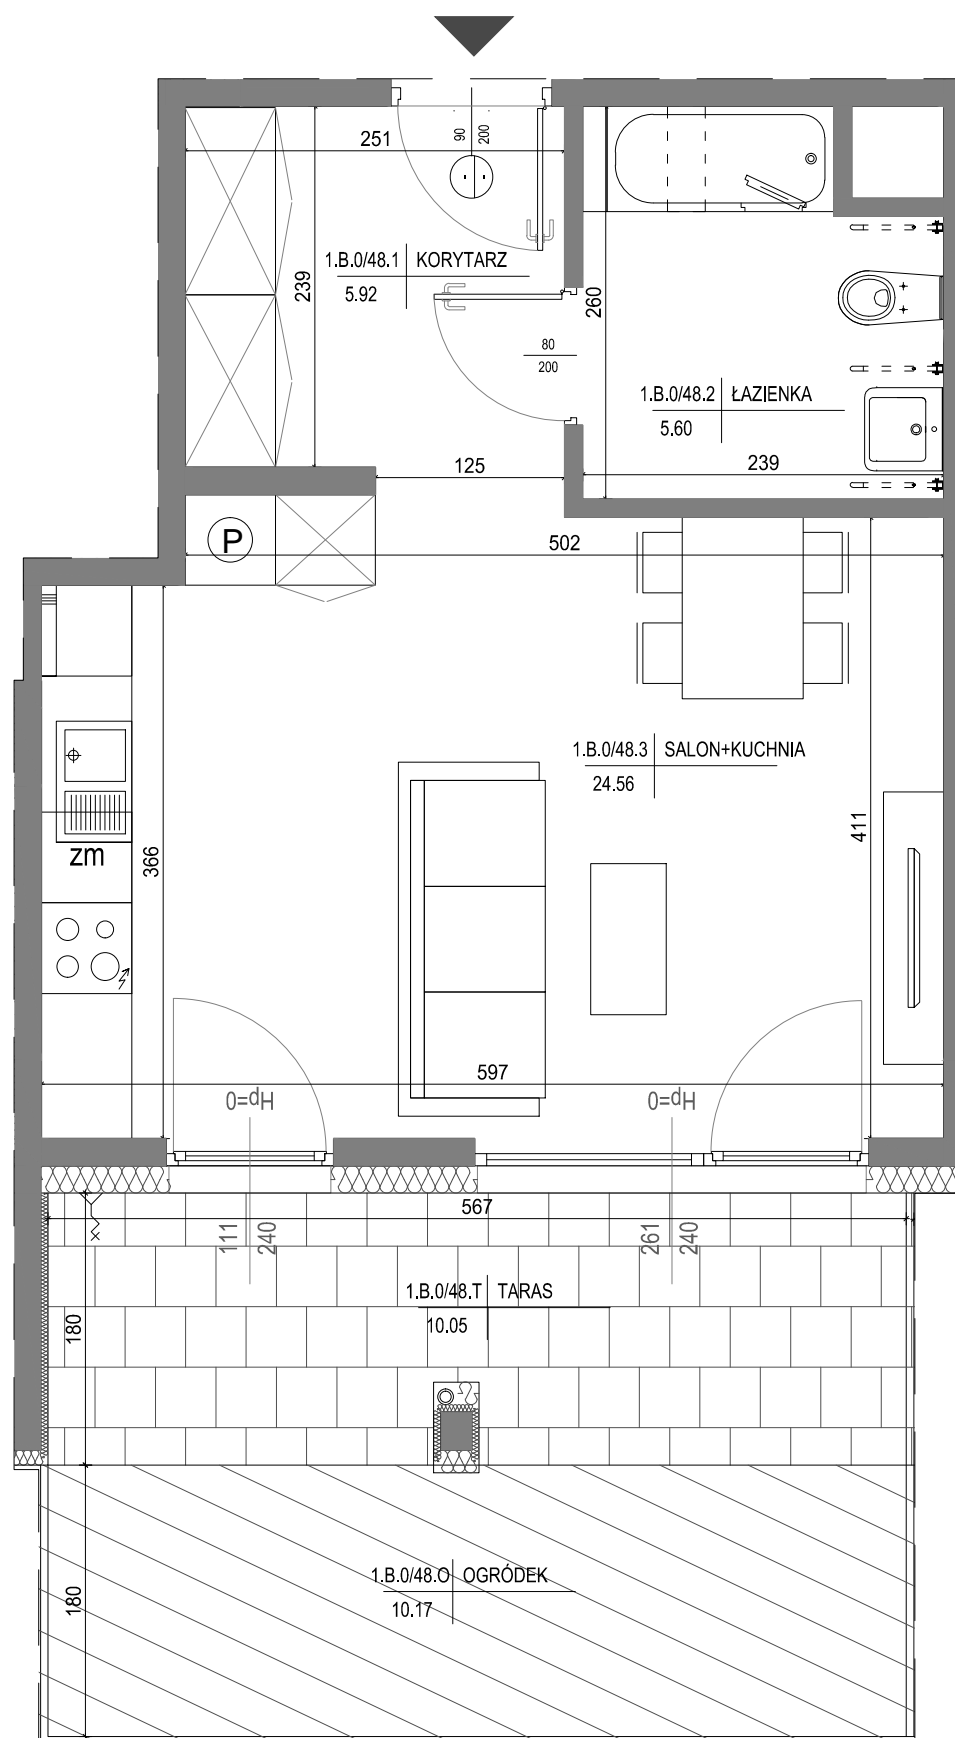 90
200
251
1.B.0/48.1 KORYTARZ
5.92
239
260
80
200
1.B.0/48.2 ŁAZIENKA
5.60
125
239
P
502
1.B.0/48.3 SALON+KUCHNIA
24.56
zm
366
411
597
Hp=0
Hp=0
567
111
240
261
240
1.B.0/48.T TARAS
10.05
180
1.B.0/48.O OGRÓDEK
10.17
180